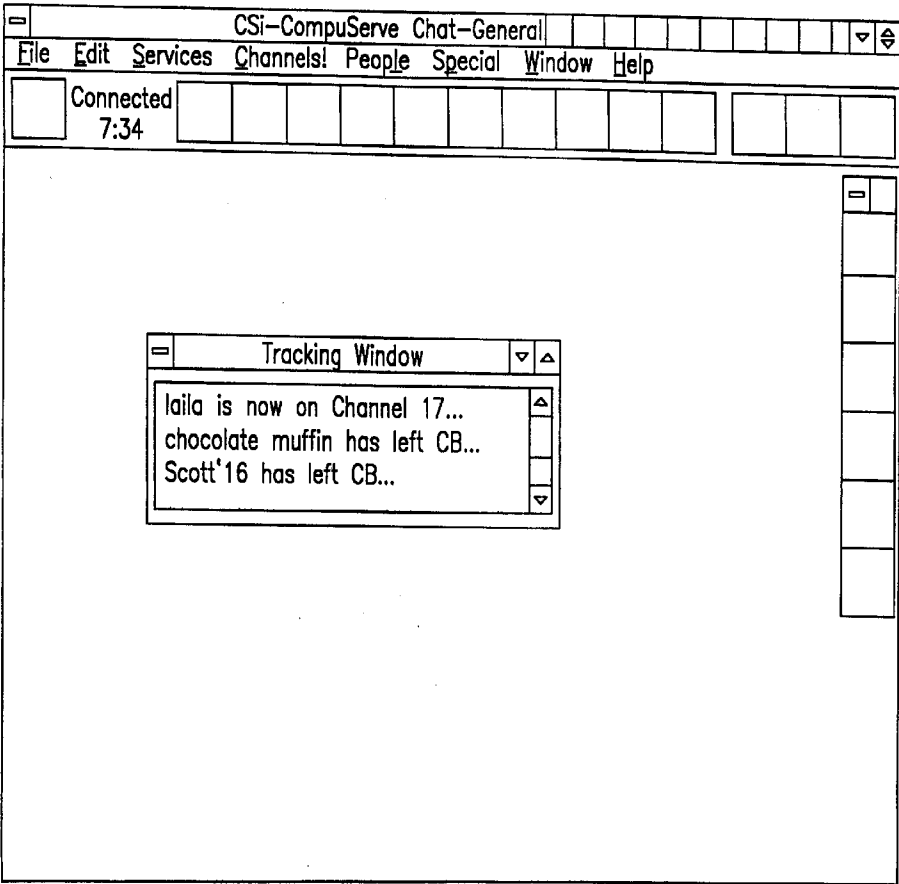 CSi-CompuServe Chat-General
File Edit Services Channels! People Special Window Help
Connected
7:34
Tracking Window
laila is now on Channel 17...
chocolate muffin has left CB...
Scott'16 has left CB...